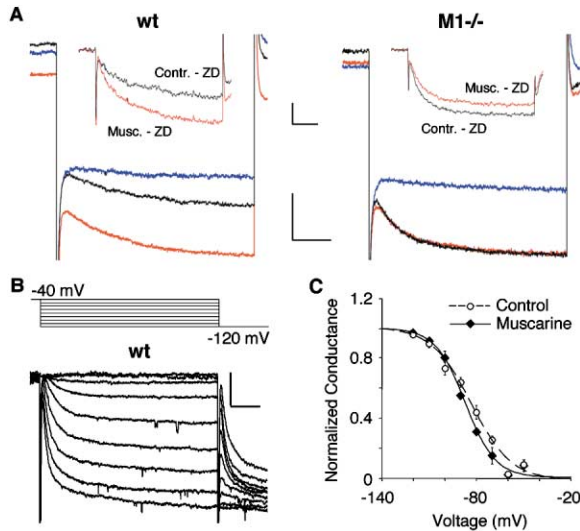 A
wt
M1-/-
Contr. - ZD
Musc. - ZD
Musc. - ZD
Contr. - ZD
B
-40 mV
-120 mV
wt
C
Control
Muscarine
Normalized Conductance
1.2
0.8
0.4
0
-140
-80
-20
Voltage (mV)